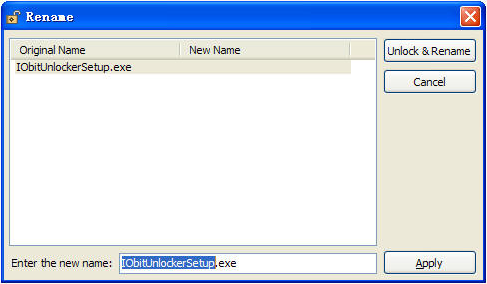 Rename
Original Name New Name
IObitUnlockerSetup.exe
Unlock & Rename
Cancel
Enter the new name: IObitUnlockerSetup.exe
Apply